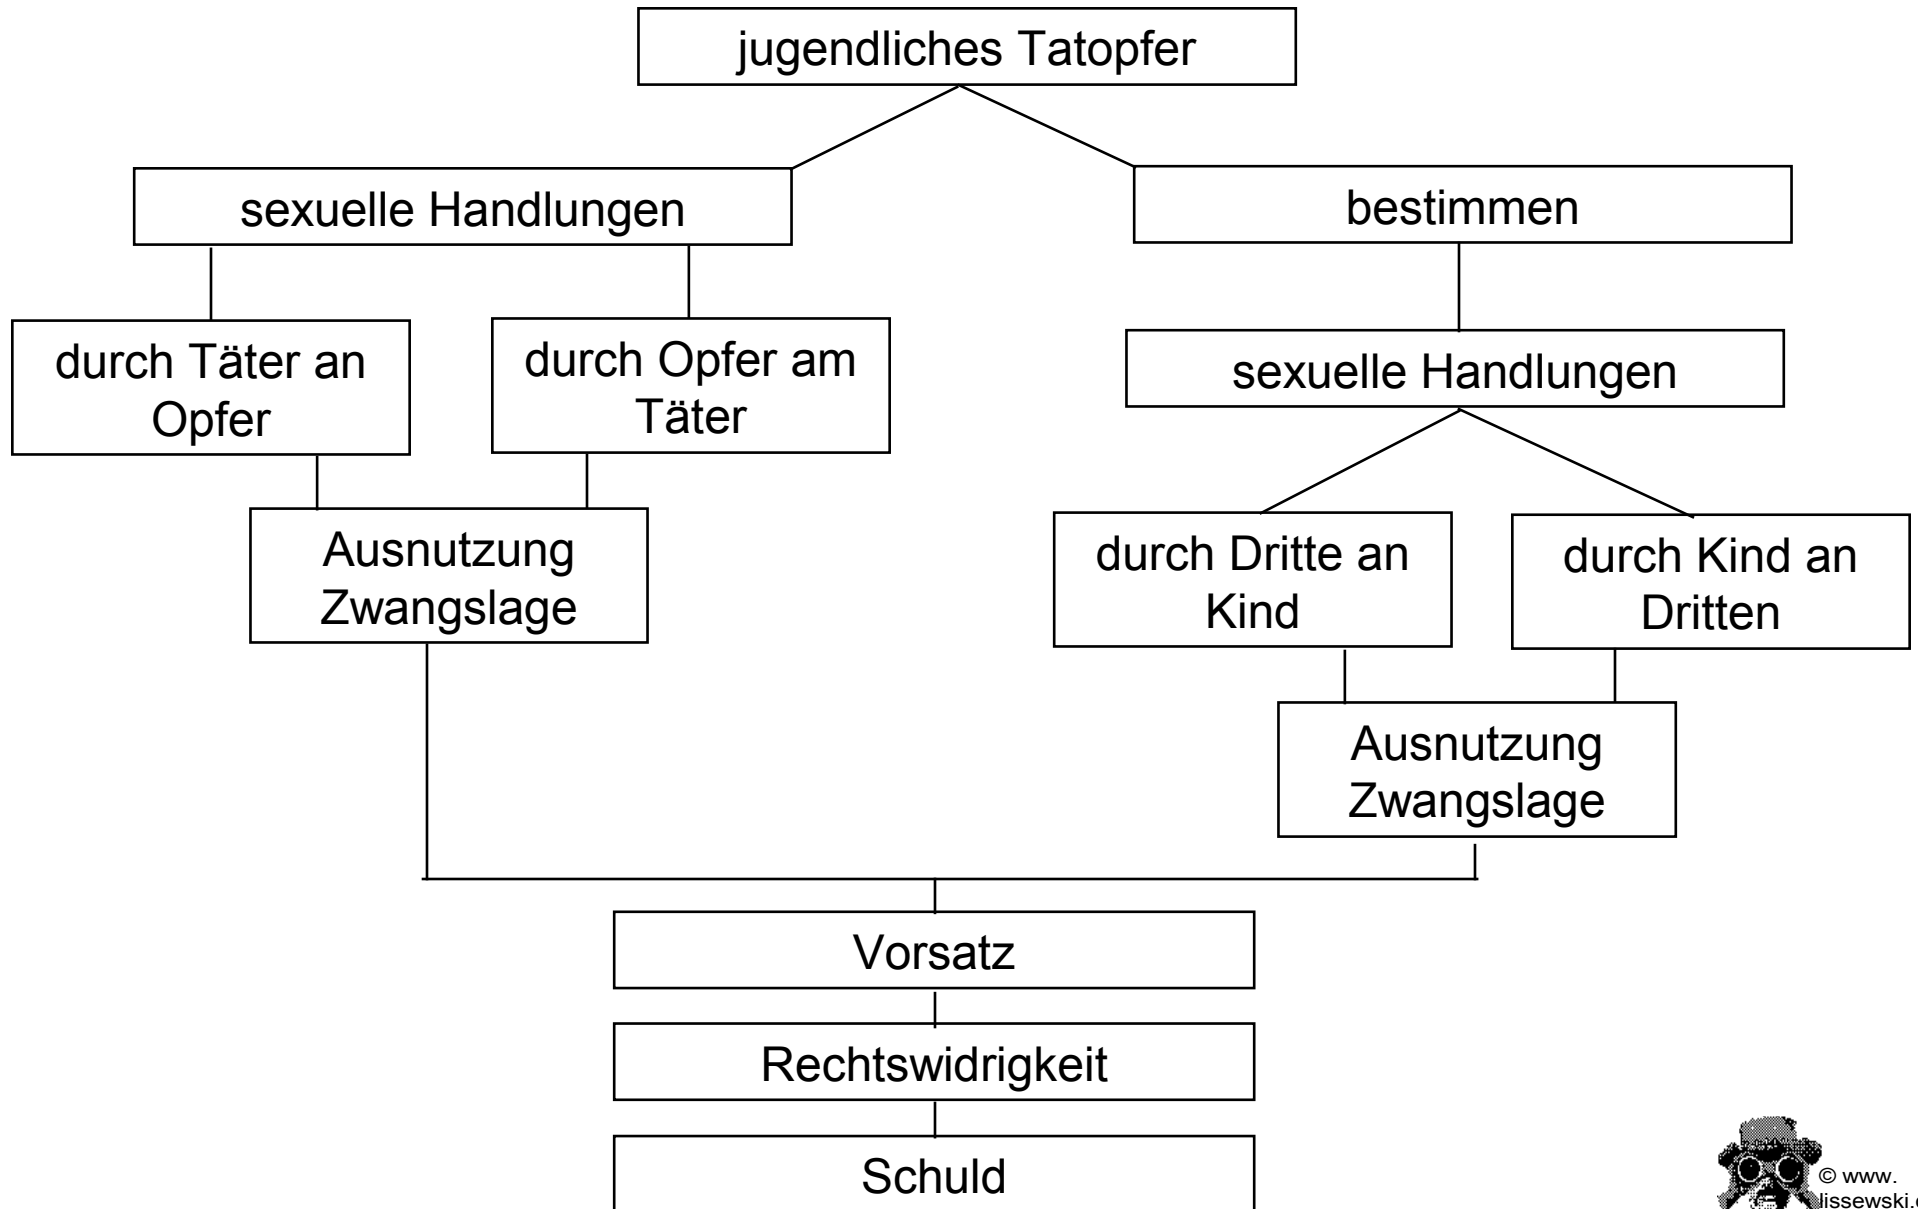 jugendliches Tatopfer
sexuelle Handlungen
bestimmen
durch Täter an
Opfer
durch Opfer am
Täter
sexuelle Handlungen
Ausnutzung
Zwangslage
durch Dritte an
Kind
durch Kind an
Dritten
Ausnutzung
Zwangslage
Vorsatz
Rechtswidrigkeit
Schuld
© www.
lissewski.